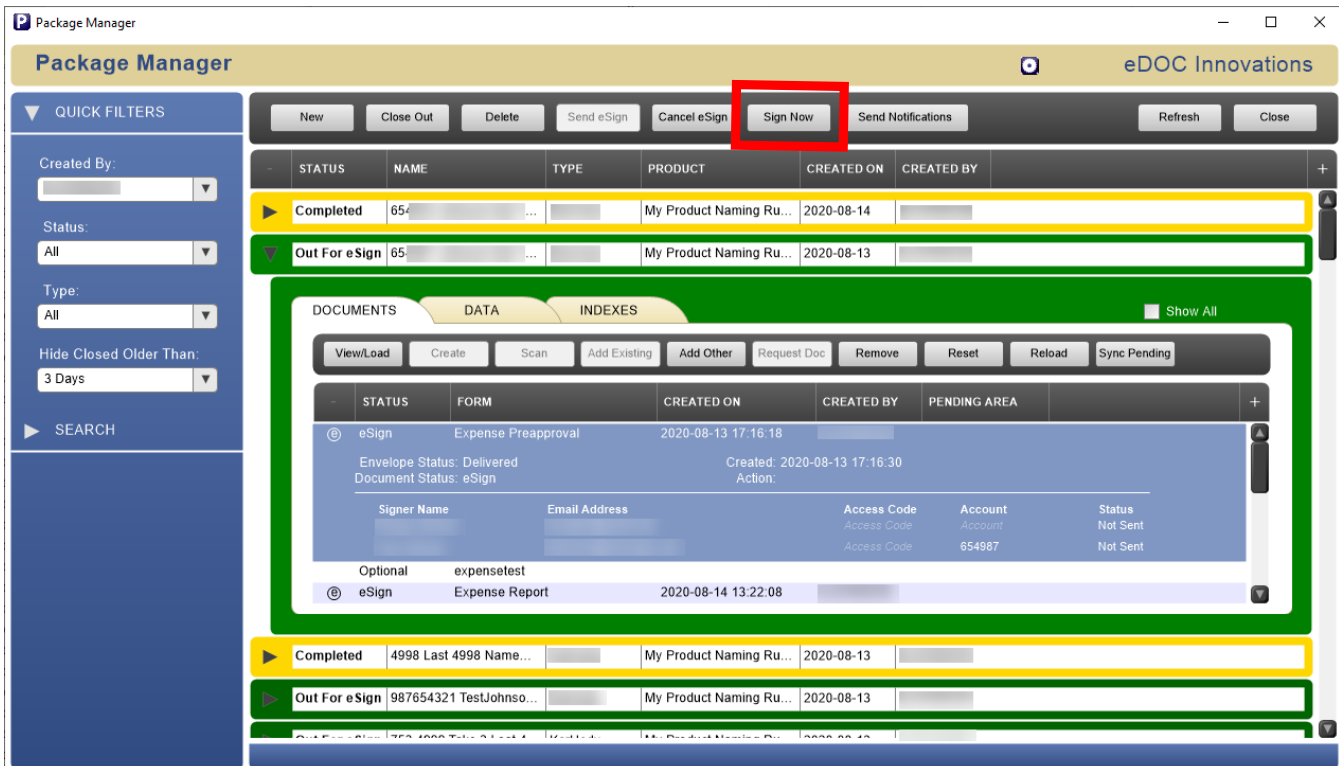 Package Manager
Package Manager
eDOC Innovations
QUICK FILTERS
New Close Out Delete Send eSign Cancel eSign Sign Now Send Notifications Refresh Close
Created By:
Status:
All
Type:
All
Hide Closed Older Than:
3 Days
SEARCH
- STATUS NAME TYPE PRODUCT CREATED ON CREATED BY +
Completed 654 ... My Product Naming Ru... 2020-08-14
Out For eSign 65 ... My Product Naming Ru... 2020-08-13
DOCUMENTS DATA INDEXES Show All
View/Load Create Scan Add Existing Add Other Request Doc Remove Reset Reload Sync Pending
- STATUS FORM CREATED ON CREATED BY PENDING AREA +
e eSign Expense Preapproval 2020-08-13 17:16:18
Envelope Status: Delivered Created: 2020-08-13 17:16:30
Document Status: eSign Action:
Signer Name Email Address Access Code Account Status
Access Code Account Not Sent
Access Code 654987 Not Sent
Optional expensetest
e eSign Expense Report 2020-08-14 13:22:08
Completed 4998 Last 4998 Name... My Product Naming Ru... 2020-08-13
Out For eSign 987654321 TestJohnso... My Product Naming Ru... 2020-08-13